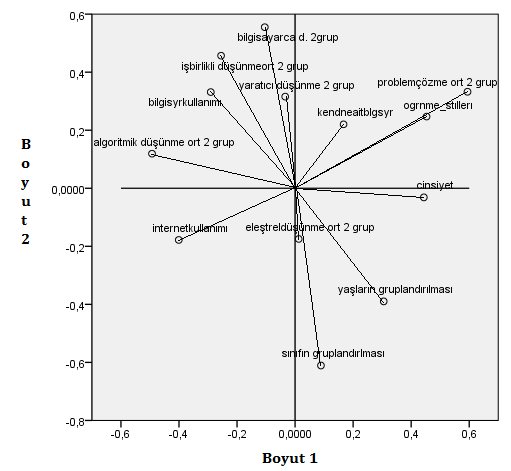 0,6
bilgisayarca d. 2grup
işbirlikli düşünmeort 2 grup
0,4
yaratıcı düşünme 2 grup
problemçözme ort 2 grup
bilgisyrkullanımı
ogrnme_stillerı
kendneaitblgsyr
0,2
algoritmik düşünme ort 2 grup
Boyut 2
cinsiyet
0,0000
internetkullanımı
eleştreldüşünme ort 2 grup
-0,2
yaşların gruplandırılması
-0,4
sınıfın gruplandırılması
-0,6
-0,8
-0,6 -0,4 -0,2 0,0000 0,2 0,4 0,6
Boyut 1